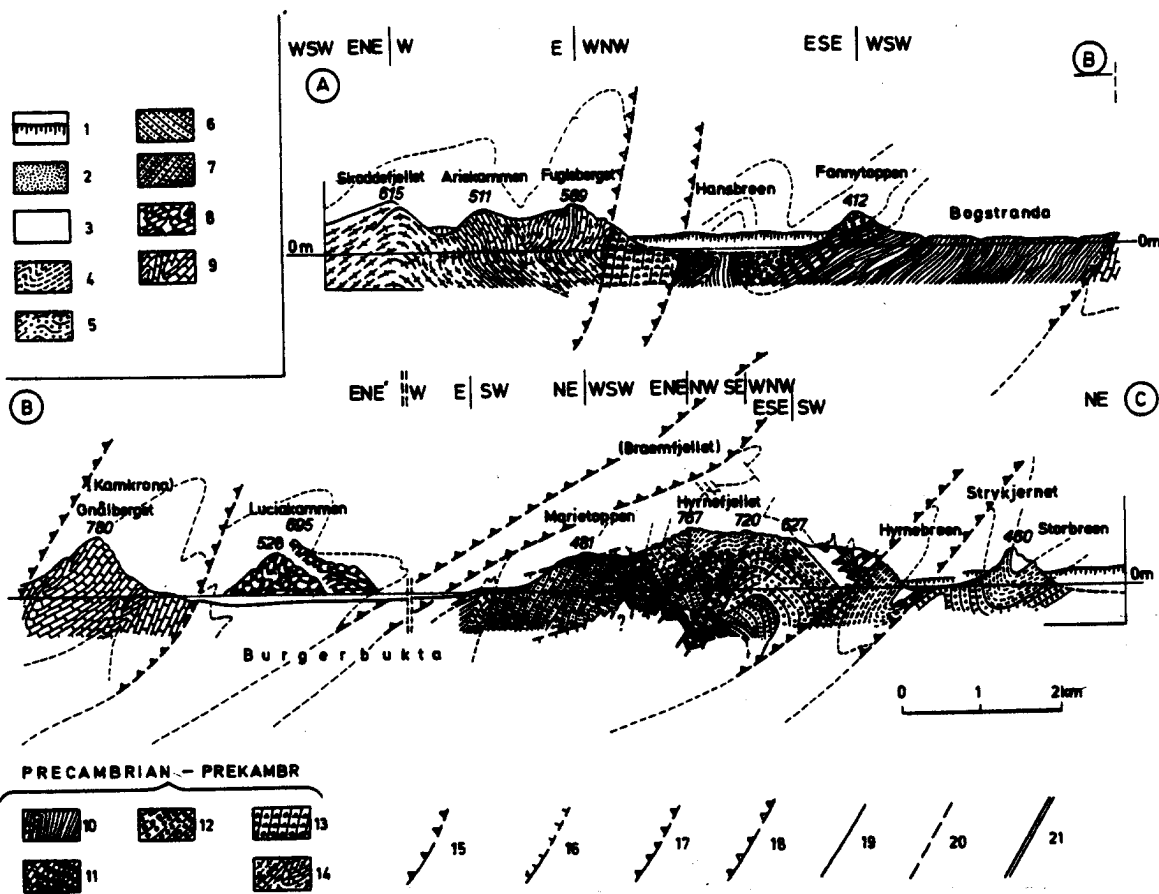 WSW ENE W E WNW ESE WSW B
A
1 6
2 7
3 8
4 9
5
Skoddefjellet Ariekammen Fugleberget Hansbreen Fannytoppen Bogstranda
615 511 569 412
0m 0m
B ENE W E SW NE WSW ENE NW SE WNW NE C
ESE SW
(Kamkrona) (Braemfjellet)
Gnålberget Luciakammen Marietoppen Hyrnefjellet Hyrnebreen Strykjernet Storbreen
780 526 695 481 787 720 627 460
0m
?
Burgerbukta
0 1 2km
PRECAMBRIAN - PREKAMBR
10 12 13 15 16 17 18 19 20 21
11 14